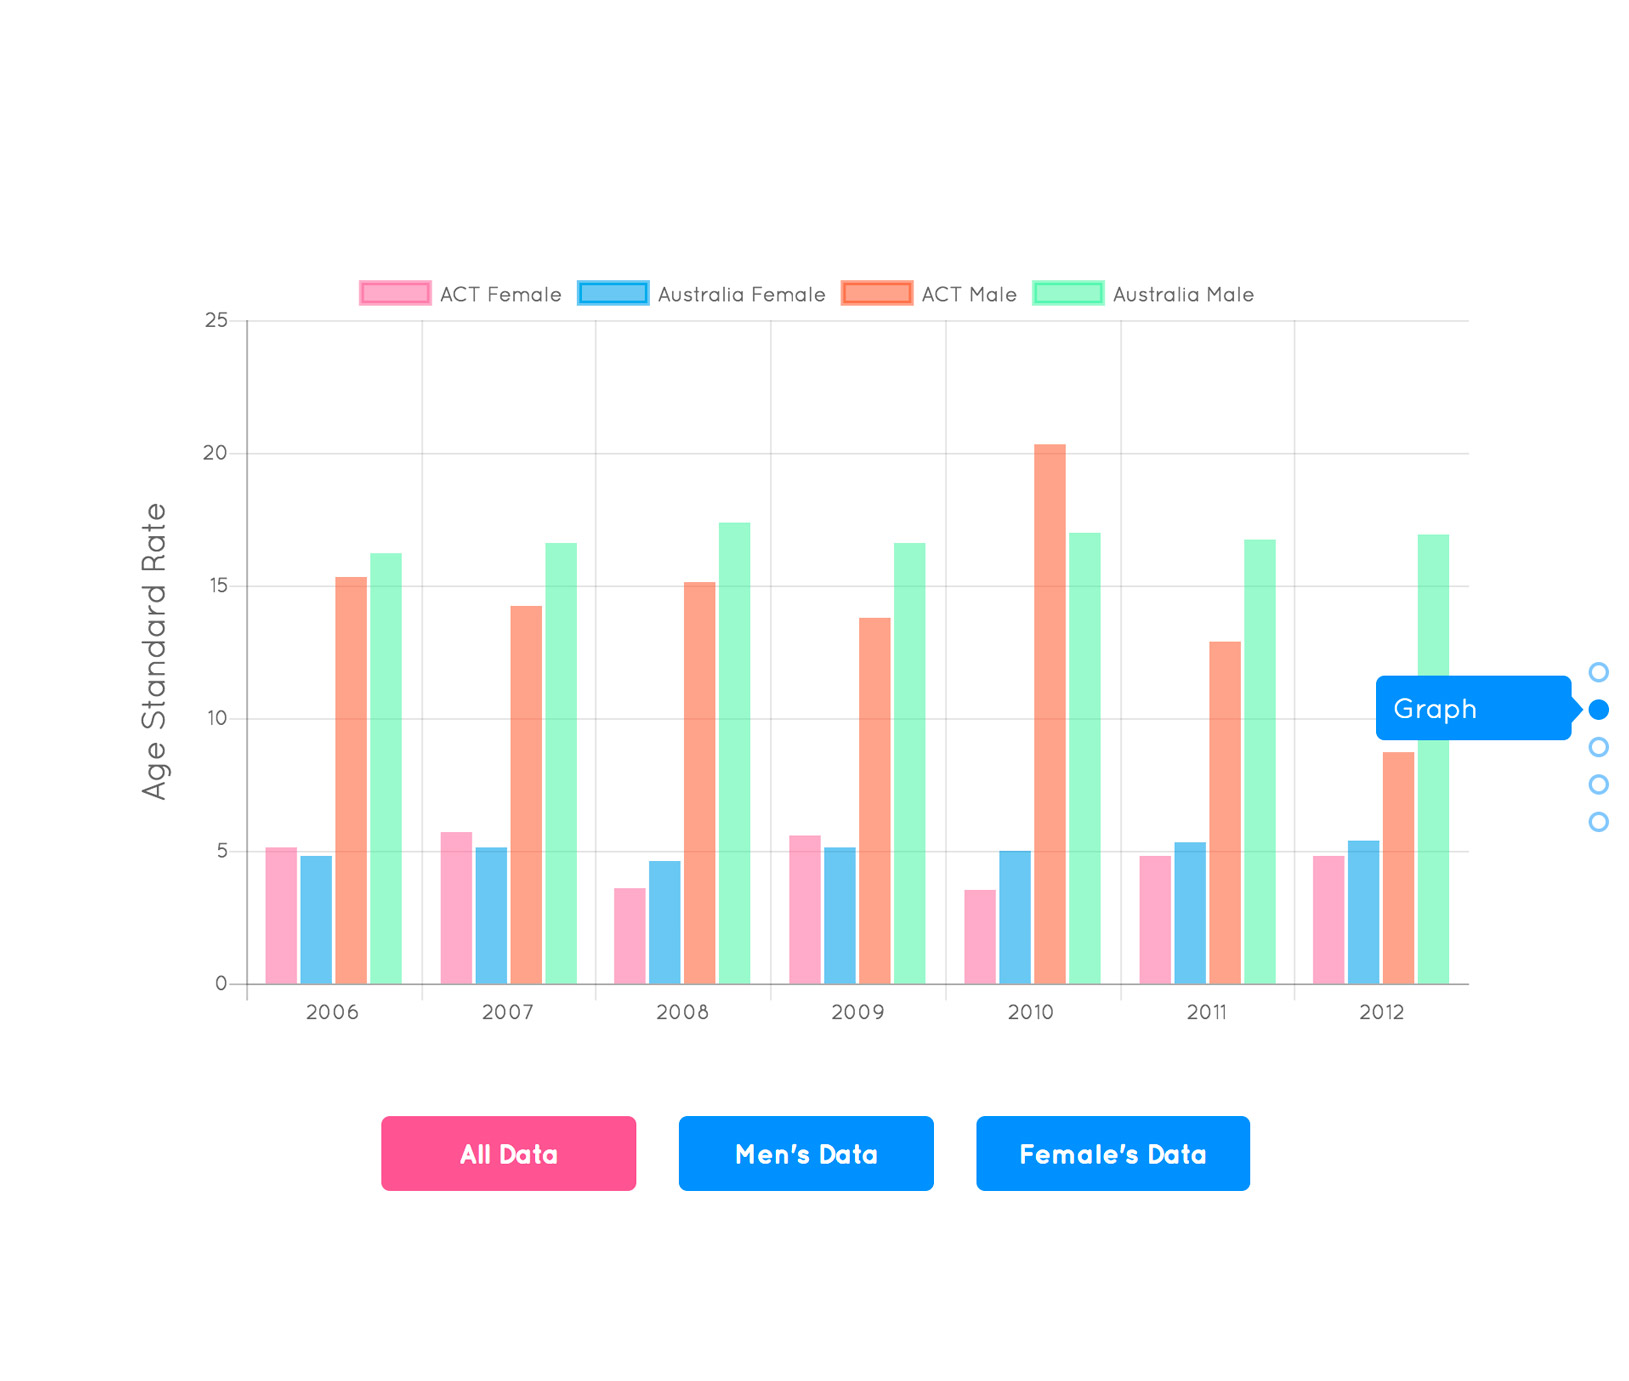 ACT Female Australia Female ACT Male Australia Male
25
20
15
10
5
0
Age Standard Rate
Graph
2006 2007 2008 2009 2010 2011 2012
All Data Men's Data Female's Data